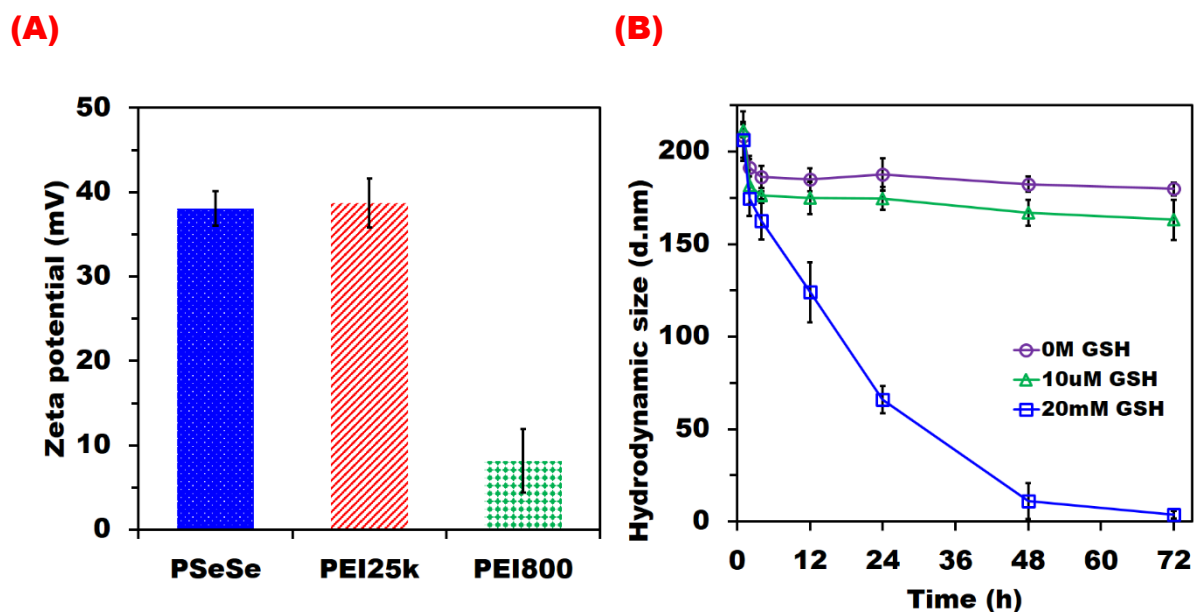 (A)
(B)
Zeta potential (mV)
50
40
30
20
10
0
PSeSe PEI25k PEI800
Hydrodynamic size (d.nm)
200
150
100
50
0
0M GSH
10uM GSH
20mM GSH
0 12 24 36 48 60 72
Time (h)